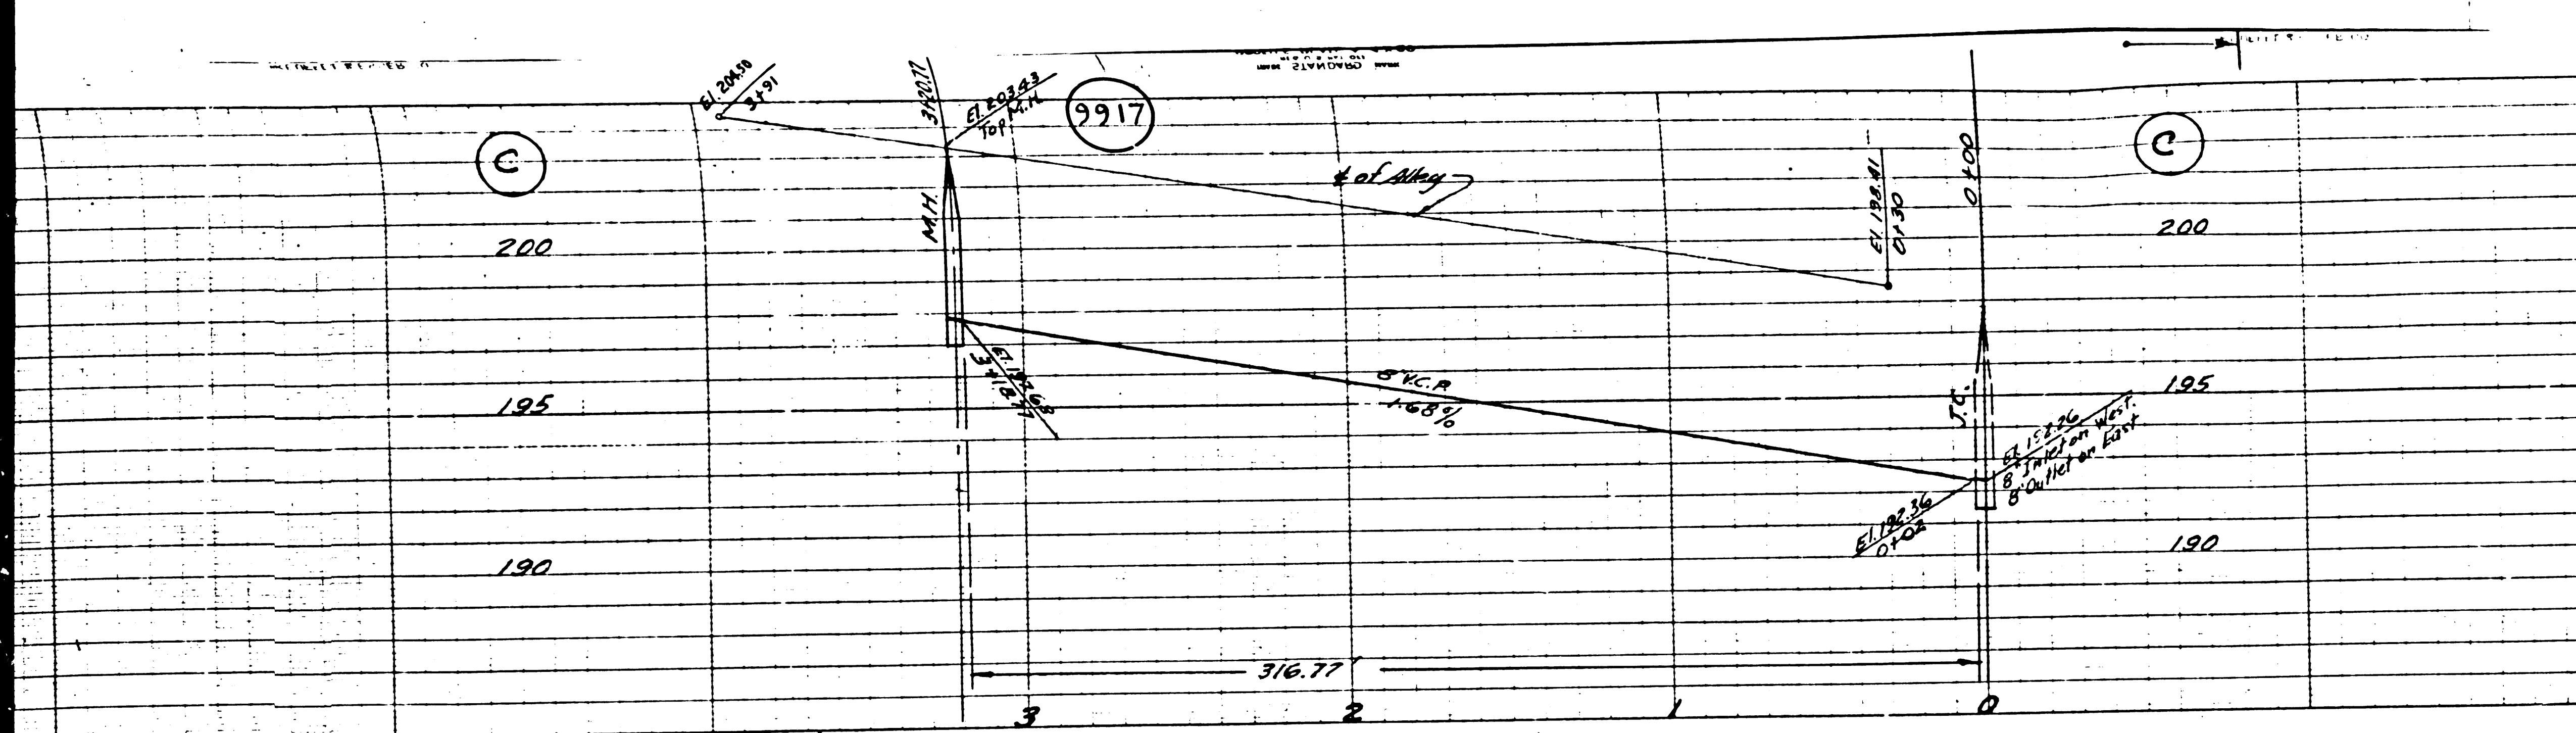 STANDARD
El. 204.50
3+91
3+20.77
El. 203.43
Top M.H.
9917
C
C
℄ of Alley
El 198.41
0+30
0+00
M.H.
200
200
El. 197.68
3+18.77
8" V.C.P.
1.68%
J.C.
195
195
8" Inlet on West.
8" Outlet on East.
El. 192.36
0+02
190
190
316.77'
3
2
1
0